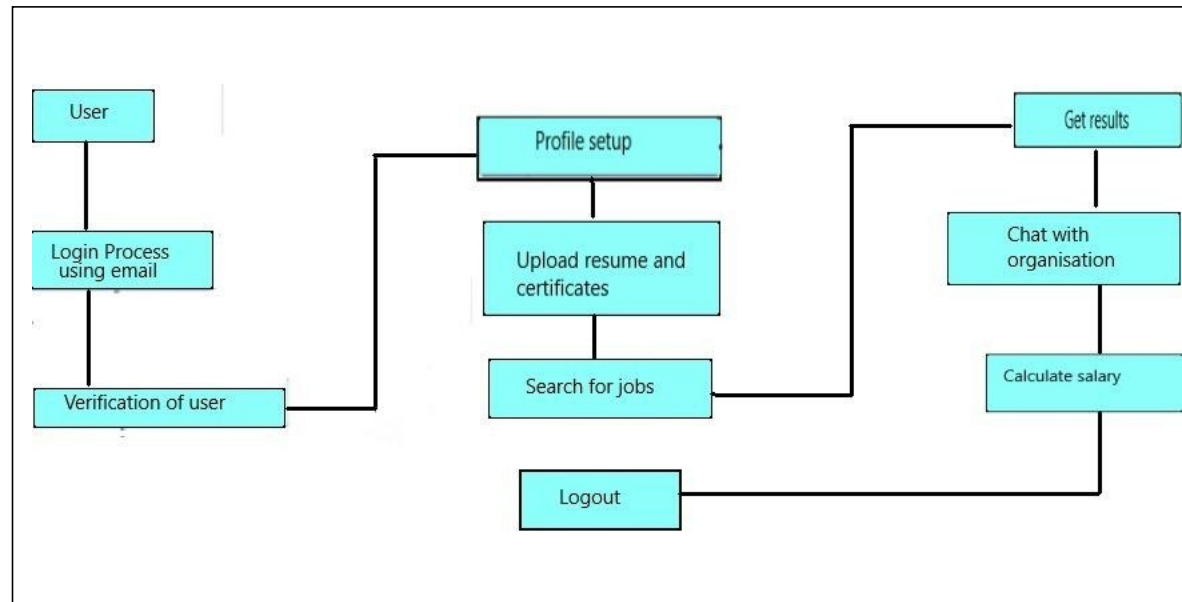 User
Login Process
using email
Verification of user
Profile setup
Upload resume and
certificates
Search for jobs
Get results
Chat with
organisation
Calculate salary
Logout